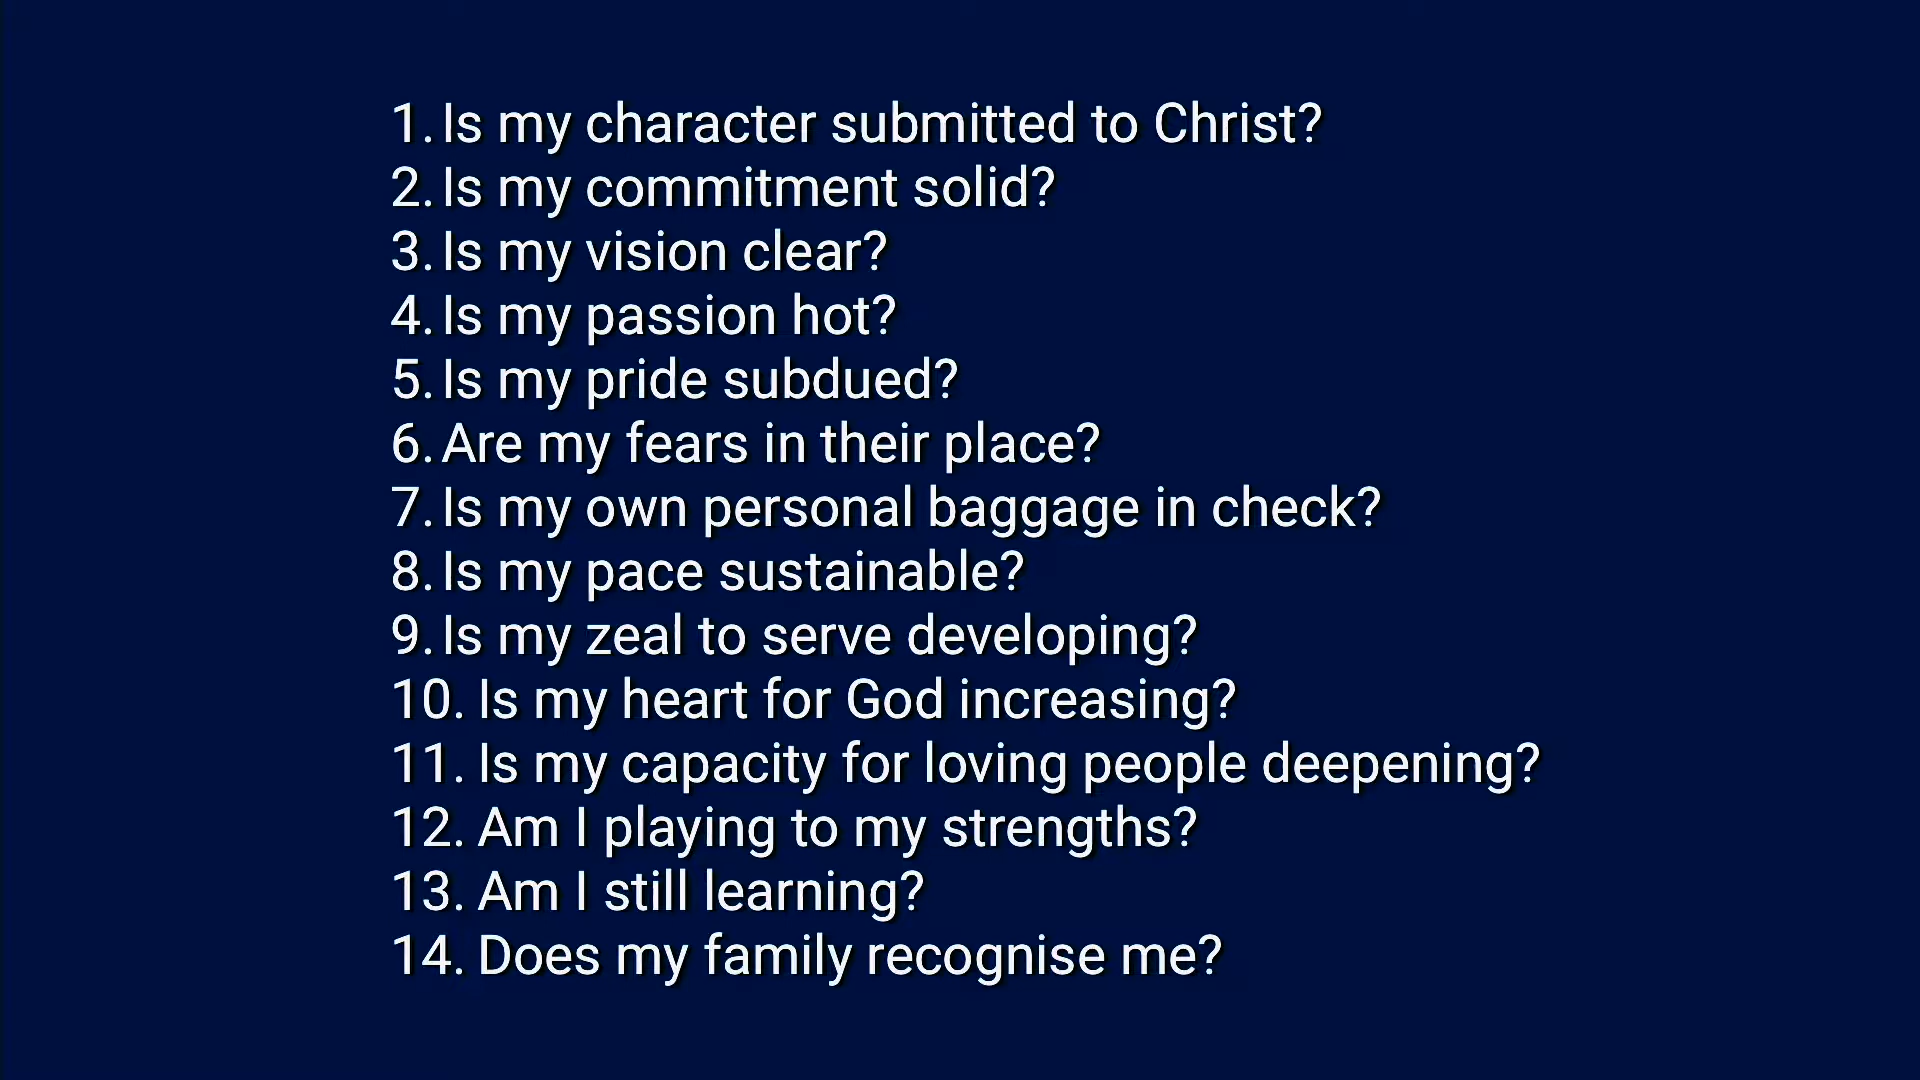 1. Is my character submitted to Christ?
2. Is my commitment solid?
3. Is my vision clear?
4. Is my passion hot?
5. Is my pride subdued?
6. Are my fears in their place?
7. Is my own personal baggage in check?
8. Is my pace sustainable?
9. Is my zeal to serve developing?
10. Is my heart for God increasing?
11. Is my capacity for loving people deepening?
12. Am I playing to my strengths?
13. Am I still learning?
14. Does my family recognise me?